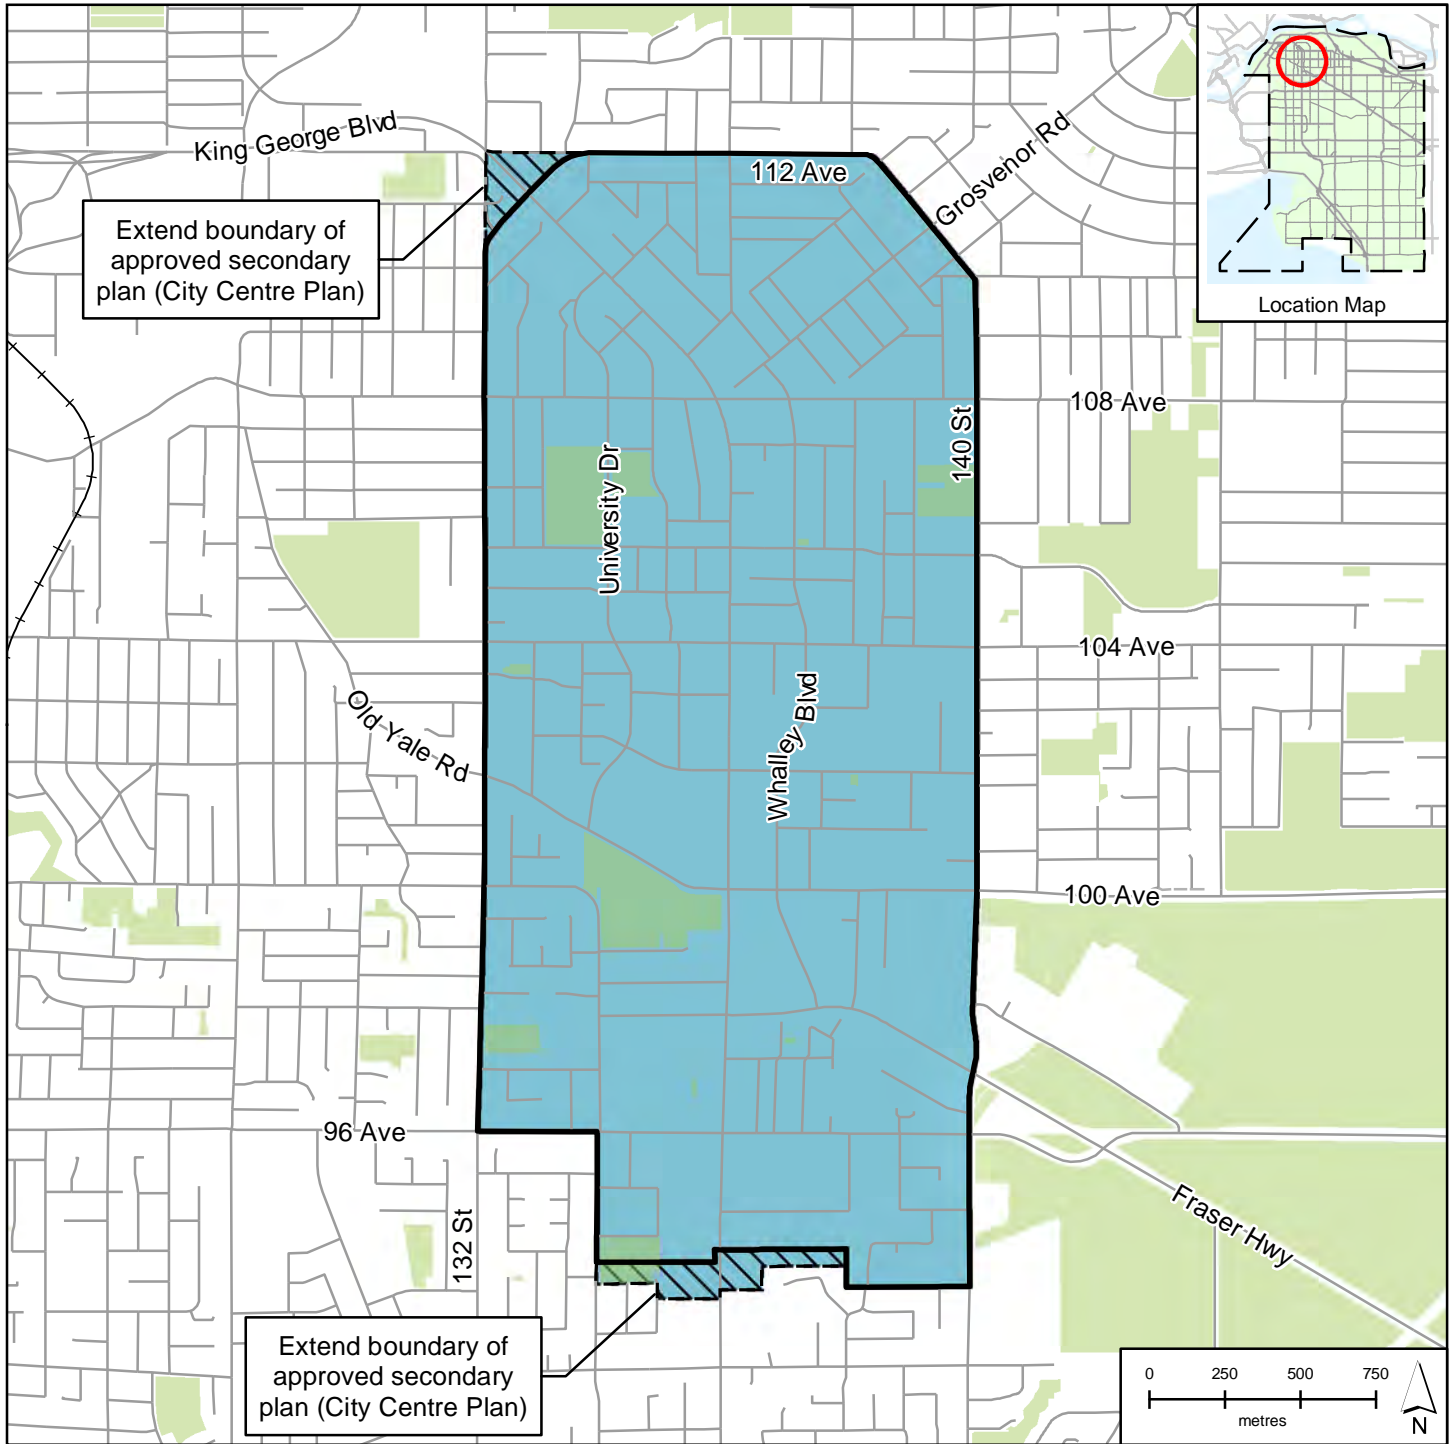 King George Blvd
112 Ave
Grosvenor Rd
Location Map
Extend boundary of
approved secondary
plan (City Centre Plan)
108 Ave
140 St
University Dr
104 Ave
Old Yale Rd
Whalley Blvd
100 Ave
96 Ave
132 St
Fraser Hwy
Extend boundary of
approved secondary
plan (City Centre Plan)
0 250 500 750
metres
N